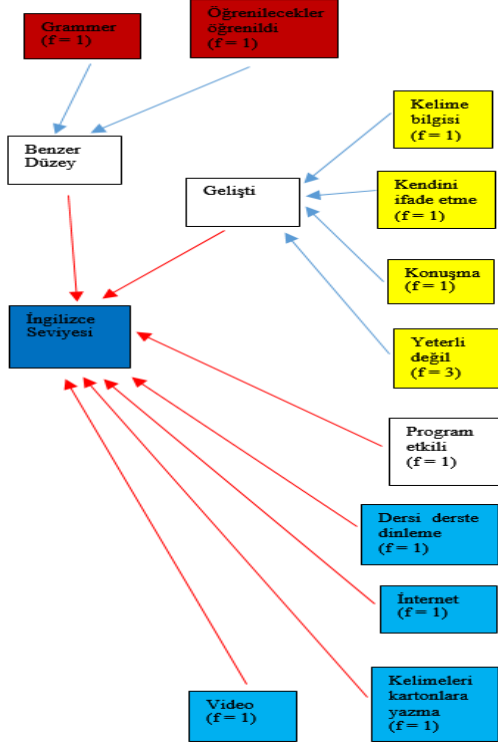 Grammer
(f = 1)
Öğrenilecekler
öğrenildi
(f = 1)
Kelime
bilgisi
(f = 1)
Benzer
Düzey
Gelişti
Kendini
ifade etme
(f = 1)
Konuşma
(f = 1)
İngilizce
Seviyesi
Yeterli
değil
(f = 3)
Program
etkili
(f = 1)
Dersi derste
dinleme
(f = 1)
İnternet
(f = 1)
Kelimeleri
kartonlara
yazma
(f = 1)
Video
(f = 1)